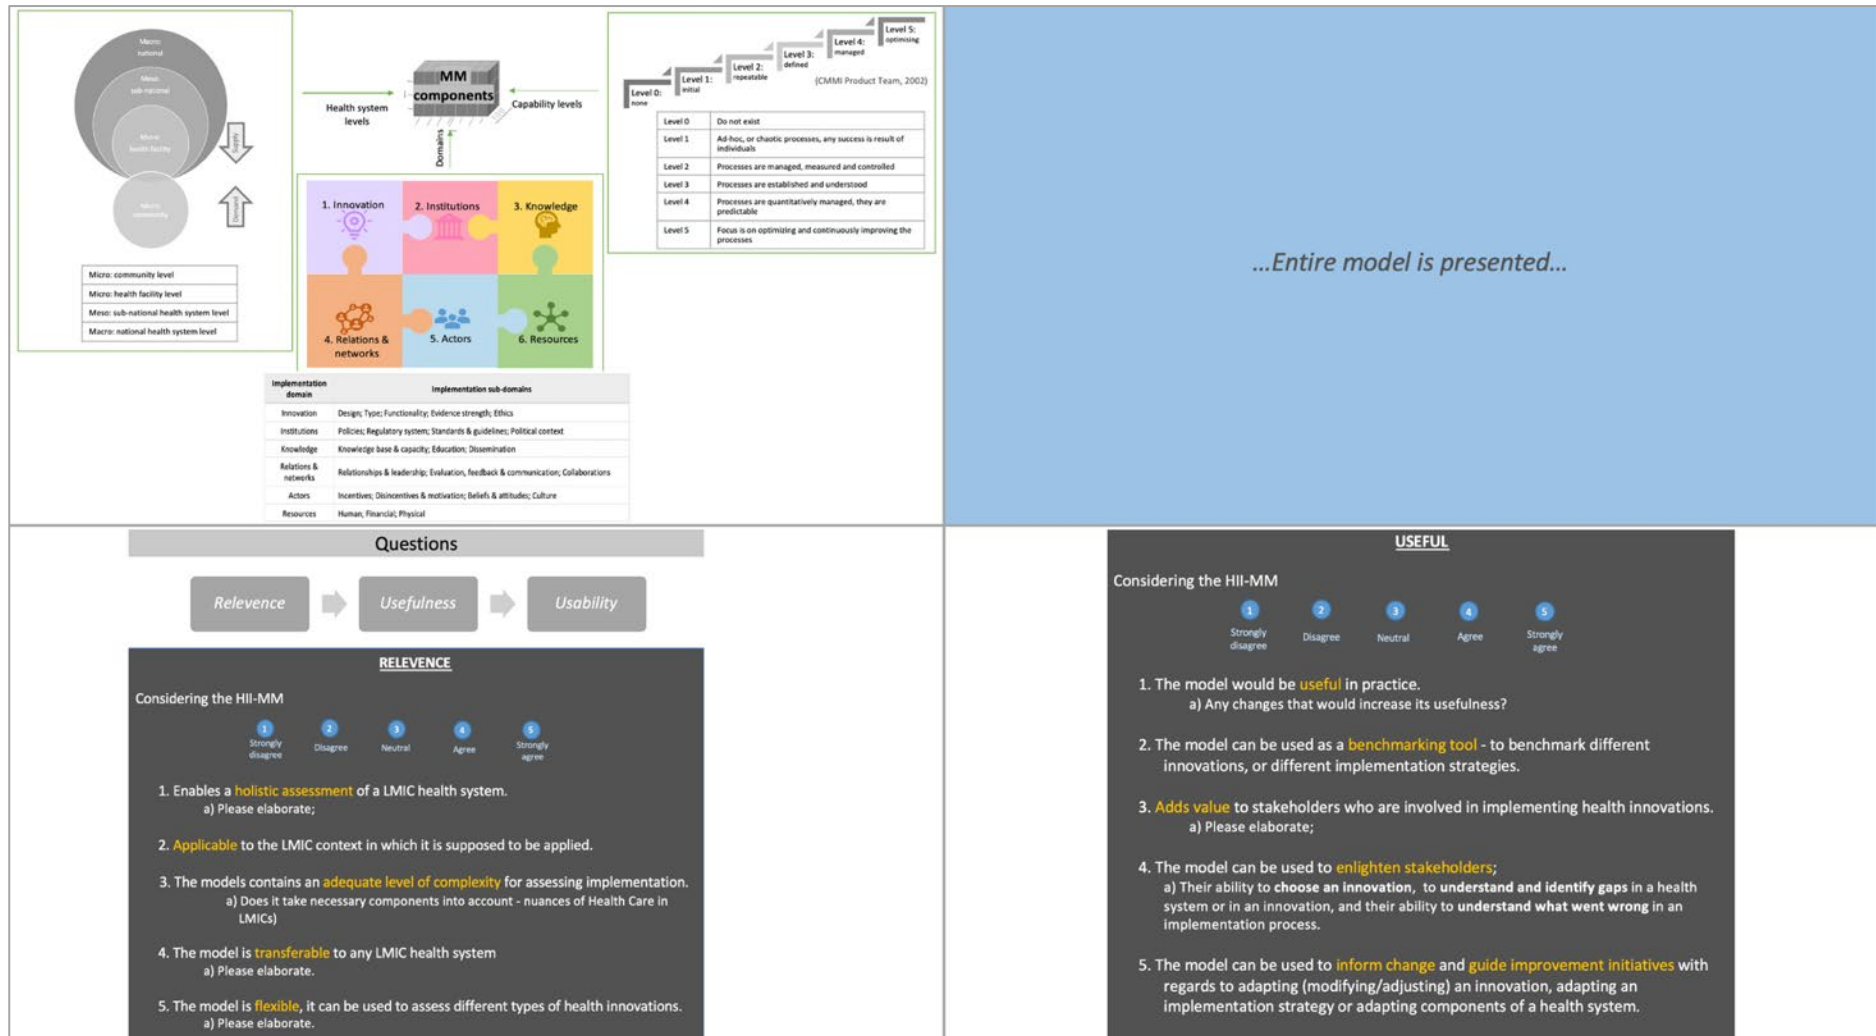 Macro:
national
Meso:
sub-national
Micro:
health facility
Micro:
community
Supply
Demand
Micro: community level
Micro: health facility level
Meso: sub-national health system level
Macro: national health system level
Health system
levels
MM
components
Capability levels
Domains
Level 0:
none
Level 1:
initial
Level 2:
repeatable
Level 3:
defined
Level 4:
managed
Level 5:
optimising
(CMMI Product Team, 2002)
Level 0 Do not exist
Level 1 Ad-hoc, or chaotic processes, any success is result of
individuals
Level 2 Processes are managed, measured and controlled
Level 3 Processes are established and understood
Level 4 Processes are quantitatively managed, they are
predictable
Level 5 Focus is on optimizing and continuously improving the
processes
1. Innovation
2. Institutions
3. Knowledge
4. Relations &
networks
5. Actors
6. Resources
Implementation
domain
Implementation sub-domains
Innovation Design; Type; Functionality; Evidence strength; Ethics
Institutions Policies; Regulatory system; Standards & guidelines; Political context
Knowledge Knowledge base & capacity; Education; Dissemination
Relations &
networks
Relationships & leadership; Evaluation, feedback & communication; Collaborations
Actors Incentives; Disincentives & motivation; Beliefs & attitudes; Culture
Resources Human, Financial; Physical
...Entire model is presented...
Questions
Relevence
Usefulness
Usability
RELEVENCE
Considering the HII-MM
1 2 3 4 5
Strongly
disagree
Disagree
Neutral
Agree
Strongly
agree
1. Enables a holistic assessment of a LMIC health system.
a) Please elaborate;
2. Applicable to the LMIC context in which it is supposed to be applied.
3. The models contains an adequate level of complexity for assessing implementation.
a) Does it take necessary components into account - nuances of Health Care in
LMICs)
4. The model is transferable to any LMIC health system
a) Please elaborate.
5. The model is flexible, it can be used to assess different types of health innovations.
a) Please elaborate.
USEFUL
Considering the HII-MM
1 2 3 4 5
Strongly
disagree
Disagree
Neutral
Agree
Strongly
agree
1. The model would be useful in practice.
a) Any changes that would increase its usefulness?
2. The model can be used as a benchmarking tool - to benchmark different
innovations, or different implementation strategies.
3. Adds value to stakeholders who are involved in implementing health innovations.
a) Please elaborate;
4. The model can be used to enlighten stakeholders;
a) Their ability to choose an innovation, to understand and identify gaps in a health
system or in an innovation, and their ability to understand what went wrong in an
implementation process.
5. The model can be used to inform change and guide improvement initiatives with
regards to adapting (modifying/adjusting) an innovation, adapting an
implementation strategy or adapting components of a health system.